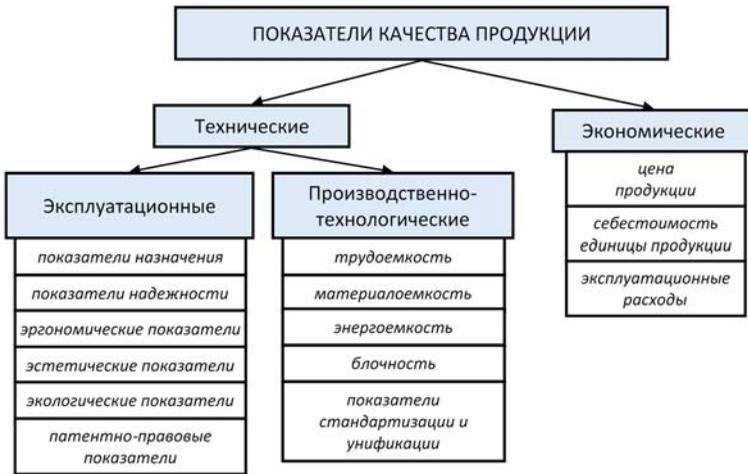 ПОКАЗАТЕЛИ КАЧЕСТВА ПРОДУКЦИИ
Технические
Экономические
цена
продукции
себестоимость
единицы продукции
эксплуатационные
расходы
Эксплуатационные
показатели назначения
показатели надежности
эргономические показатели
эстетические показатели
экологические показатели
патентно-правовые
показатели
Производственно-
технологические
трудоемкость
материалоемкость
энергоемкость
блочность
показатели
стандартизации и
унификации